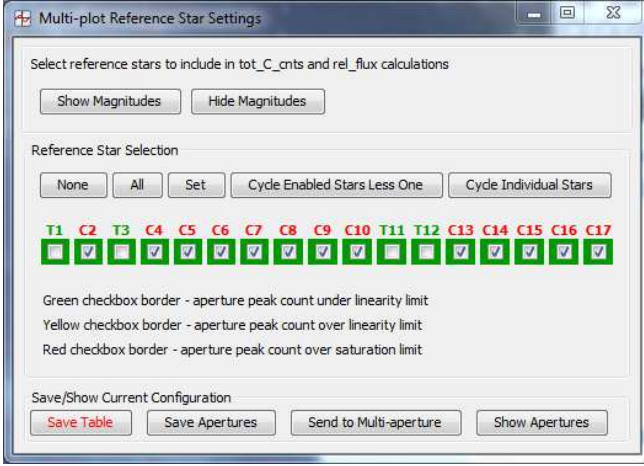 Multi-plot Reference Star Settings
Select reference stars to include in tot_C_cnts and rel_flux calculations
Show Magnitudes Hide Magnitudes
Reference Star Selection
None All Set Cycle Enabled Stars Less One Cycle Individual Stars
T1 C2 T3 C4 C5 C6 C7 C8 C9 C10 T11 T12 C13 C14 C15 C16 C17
Green checkbox border - aperture peak count under linearity limit
Yellow checkbox border - aperture peak count over linearity limit
Red checkbox border - aperture peak count over saturation limit
Save/Show Current Configuration
Save Table Save Apertures Send to Multi-aperture Show Apertures